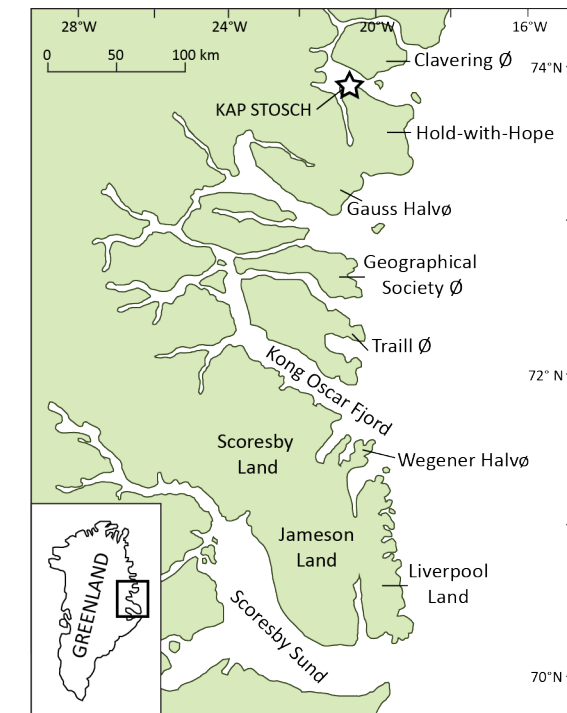 28°W
24°W
20°W
16°W
0
50
100 km
Clavering Ø
74°N
KAP STOSCH
Hold-with-Hope
Gauss Halvø
Geographical
Society Ø
Traill Ø
Kong Oscar Fjord
72°N
Scoresby
Land
Wegener Halvø
Jameson
Land
Liverpool
Land
GREENLAND
Scoresby Sund
70°N